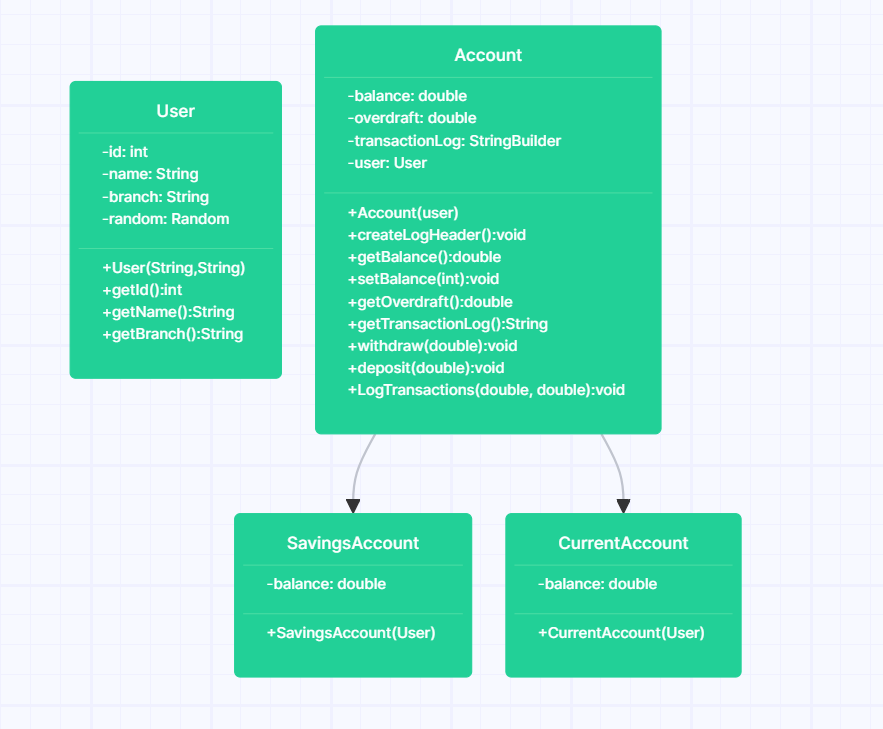 User
-id: int
-name: String
-branch: String
-random: Random
+User(String,String)
+getId():int
+getName():String
+getBranch():String
Account
-balance: double
-overdraft: double
-transactionLog: StringBuilder
-user: User
+Account(user)
+createLogHeader():void
+getBalance():double
+setBalance(int):void
+getOverdraft():double
+getTransactionLog():String
+withdraw(double):void
+deposit(double):void
+LogTransactions(double, double):void
SavingsAccount
-balance: double
+SavingsAccount(User)
CurrentAccount
-balance: double
+CurrentAccount(User)